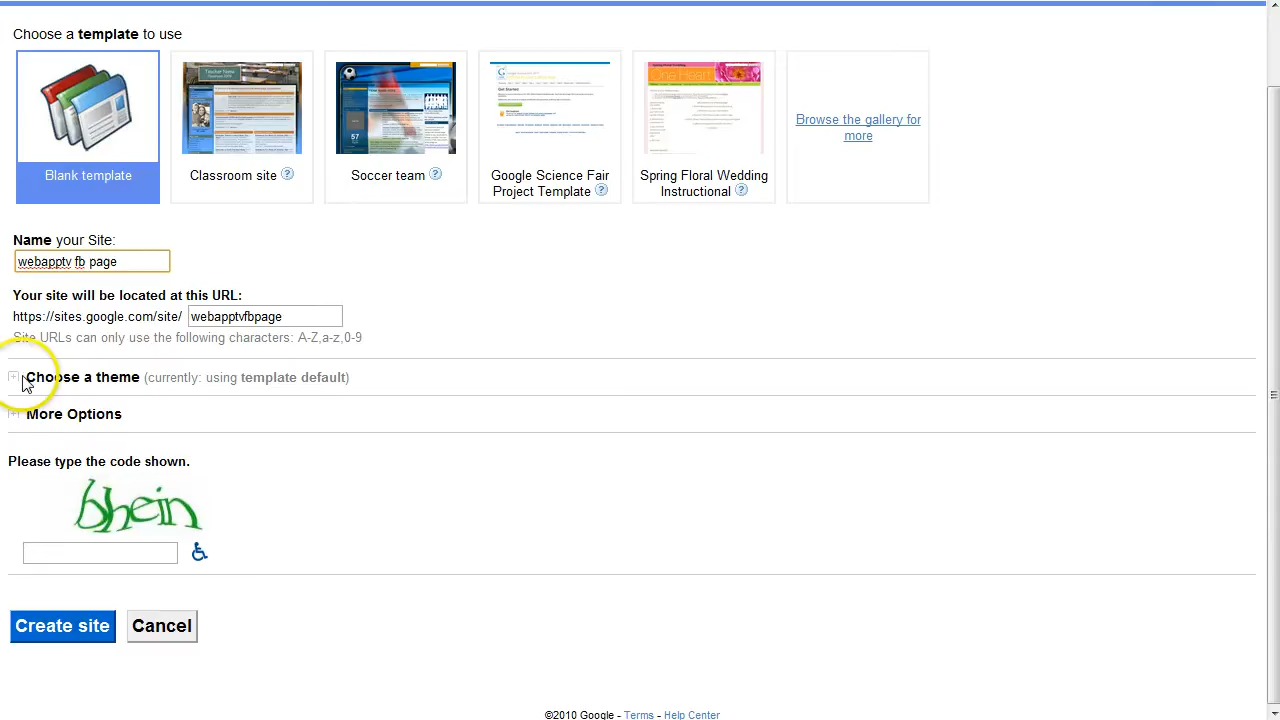 Choose a template to use
Blank template
Classroom site
Soccer team
Google Science Fair
Project Template
Spring Floral Wedding
Instructional
Browse the gallery for
more
Name your Site:
webapptv fb page
Your site will be located at this URL:
https://sites.google.com/site/ webapptvfbpage
Site URLs can only use the following characters: A-Z,a-z,0-9
Choose a theme (currently: using template default)
More Options
Please type the code shown.
Create site
Cancel
©2010 Google - Terms - Help Center